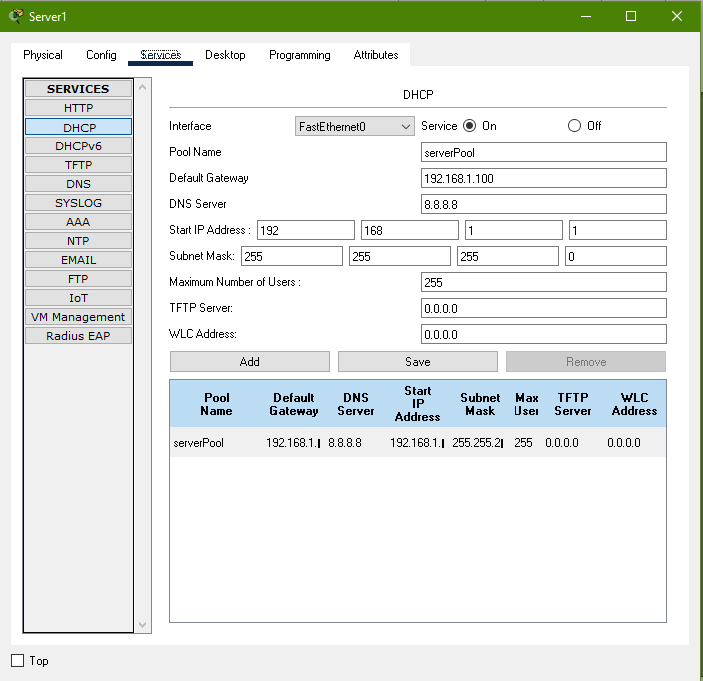 Server1
Physical Config Services Desktop Programming Attributes
SERVICES
HTTP
DHCP
DHCPv6
TFTP
DNS
SYSLOG
AAA
NTP
EMAIL
FTP
IoT
VM Management
Radius EAP
DHCP
Interface FastEthernet0 Service On Off
Pool Name serverPool
Default Gateway 192.168.1.100
DNS Server 8.8.8.8
Start IP Address : 192 168 1 1
Subnet Mask: 255 255 255 0
Maximum Number of Users : 255
TFTP Server: 0.0.0.0
WLC Address: 0.0.0.0
Add Save Remove
Pool Name Default Gateway DNS Server Start IP Address Subnet Mask Max User TFTP Server WLC Address
serverPool 192.168.1. 8.8.8.8 192.168.1. 255.255.2 255 0.0.0.0 0.0.0.0
Top